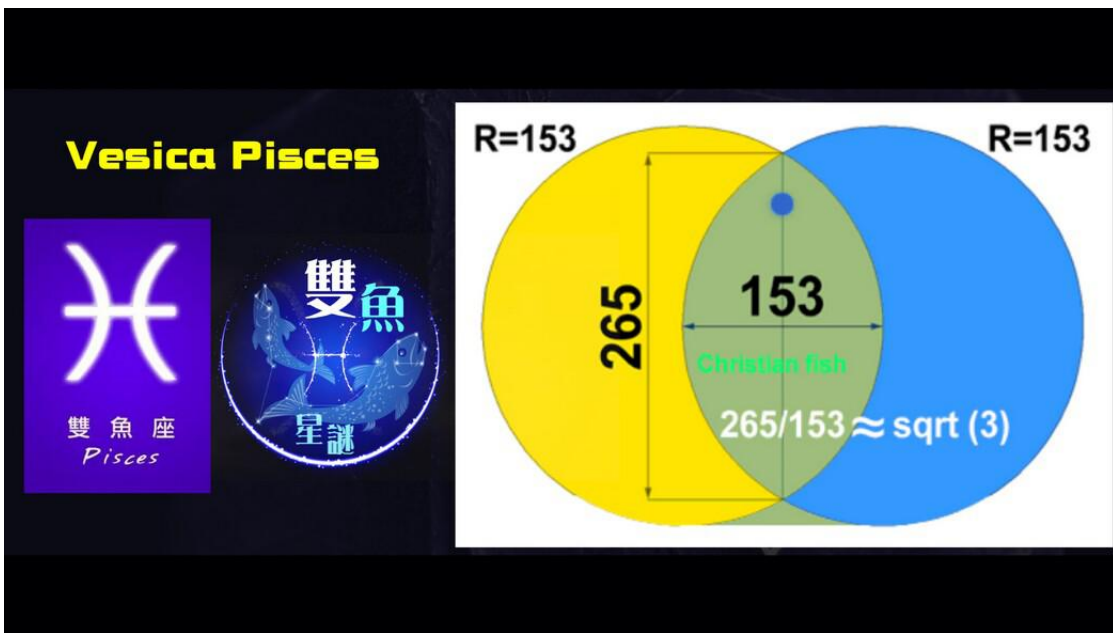 Vesica Pisces
雙魚座
Pisces
雙魚
星謎
R=153
R=153
265
153
Christian fish
265/153≈sqrt (3)